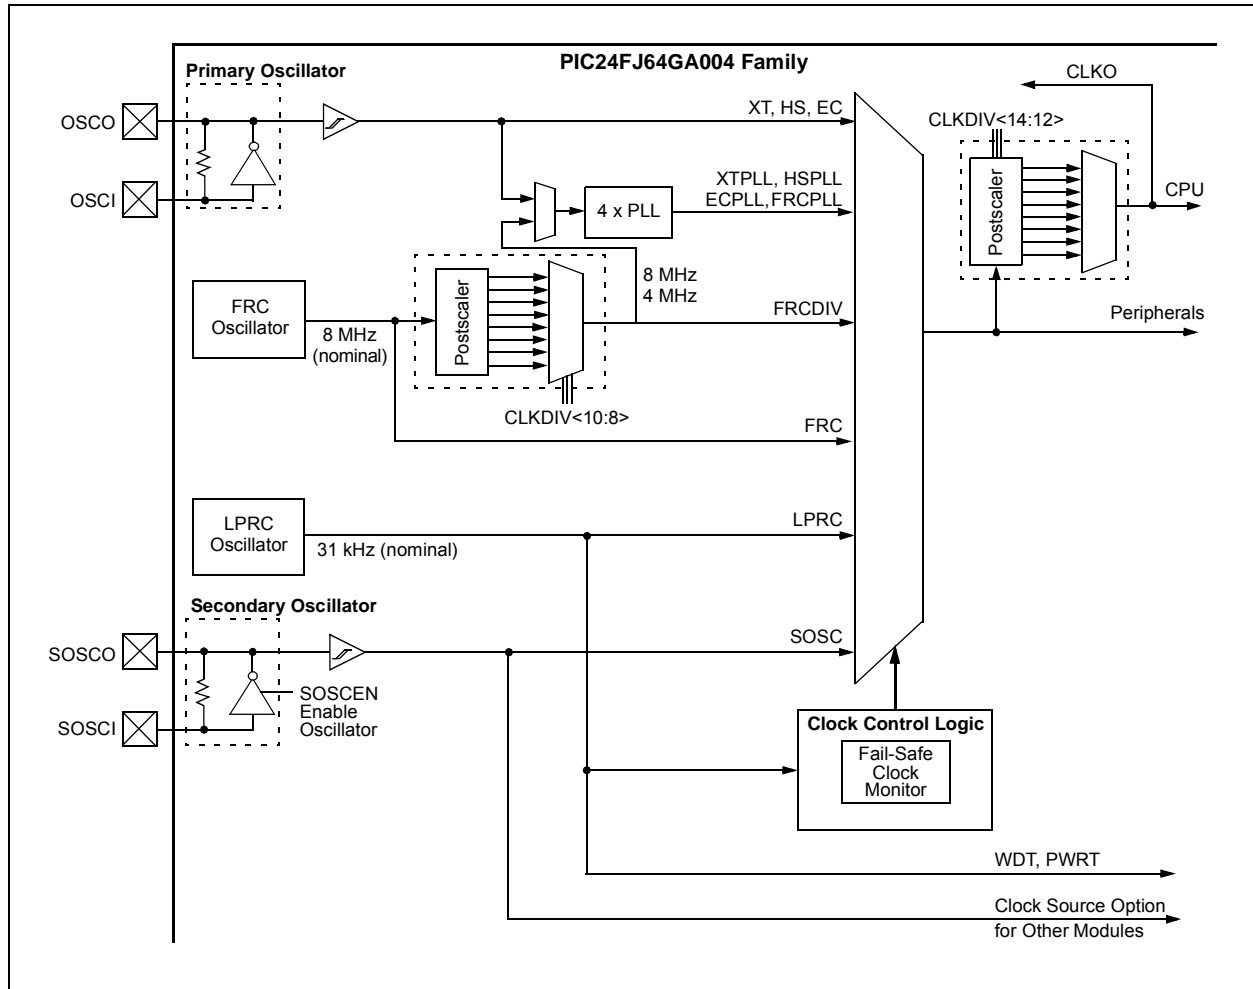 PIC24FJ64GA004 Family
Primary Oscillator
CLKO
OSCO
XT, HS, EC
CLKDIV<14:12>
XTPLL, HSPLL
ECPLL,FRCPLL
CPU
OSCI
4 x PLL
Postscaler
8 MHz
4 MHz
FRC
Oscillator
8 MHz
(nominal)
Postscaler
FRCDIV
Peripherals
CLKDIV<10:8>
FRC
LPRC
Oscillator
31 kHz (nominal)
LPRC
Secondary Oscillator
SOSCO
SOSC
SOSCEN
Enable
Oscillator
SOSCI
Clock Control Logic
Fail-Safe
Clock
Monitor
WDT, PWRT
Clock Source Option
for Other Modules